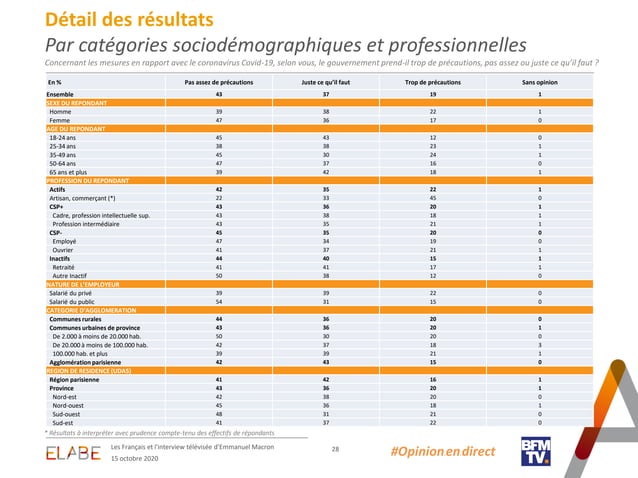 Détail des résultats
Par catégories sociodémographiques et professionnelles
Concernant les mesures en rapport avec le coronavirus Covid-19, selon vous, le gouvernement prend-il trop de précautions, pas assez ou juste ce qu'il faut ?
En % Pas assez de précautions Juste ce qu'il faut Trop de précautions Sans opinion
Ensemble 43 37 19 1
SEXE DU REPONDANT
Homme 39 38 22 1
Femme 47 36 17 0
AGE DU REPONDANT
18-24 ans 45 43 12 0
25-34 ans 38 38 23 1
35-49 ans 45 30 24 1
50-64 ans 47 37 16 0
65 ans et plus 39 42 18 1
PROFESSION DU REPONDANT
Actifs 42 35 22 1
Artisan, commerçant (*) 22 33 45 0
CSP+ 43 36 20 1
Cadre, profession intellectuelle sup. 43 38 18 1
Profession intermédiaire 43 35 21 1
CSP- 45 35 20 0
Employé 47 34 19 0
Ouvrier 41 37 21 1
Inactifs 44 40 15 1
Retraité 41 41 17 1
Autre Inactif 50 38 12 0
NATURE DE L'EMPLOYEUR
Salarié du privé 39 39 22 0
Salarié du public 54 31 15 0
CATEGORIE D'AGGLOMERATION
Communes rurales 44 36 20 0
Communes urbaines de province 43 36 20 1
De 2.000 à moins de 20.000 hab. 50 30 20 0
De 20.000 à moins de 100.000 hab. 42 37 18 3
100.000 hab. et plus 39 39 21 1
Agglomération parisienne 42 43 15 0
REGION DE RESIDENCE (UDA5)
Région parisienne 41 42 16 1
Province 43 36 20 1
Nord-est 42 38 20 0
Nord-ouest 45 36 18 1
Sud-ouest 48 31 21 0
Sud-est 41 37 22 0
* Résultats à interpréter avec prudence compte-tenu des effectifs de répondants
ELABE
Les Français et l'interview télévisée d'Emmanuel Macron
15 octobre 2020
28
#Opinion en direct
BFM
TV.